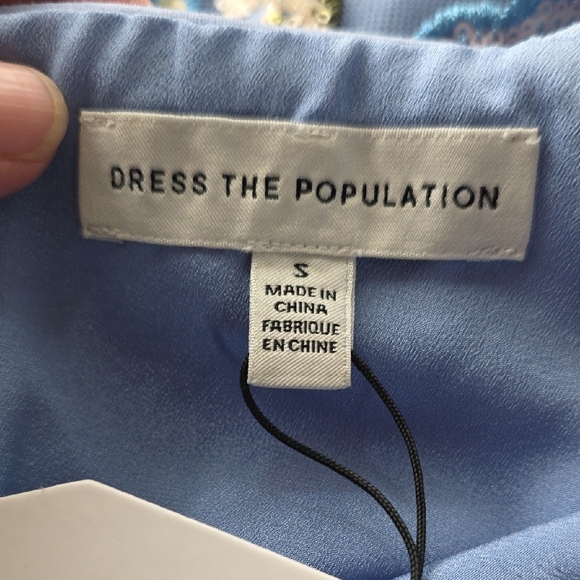 DRESS THE POPULATION
S
MADE IN
CHINA
FABRIQUE
EN CHINE